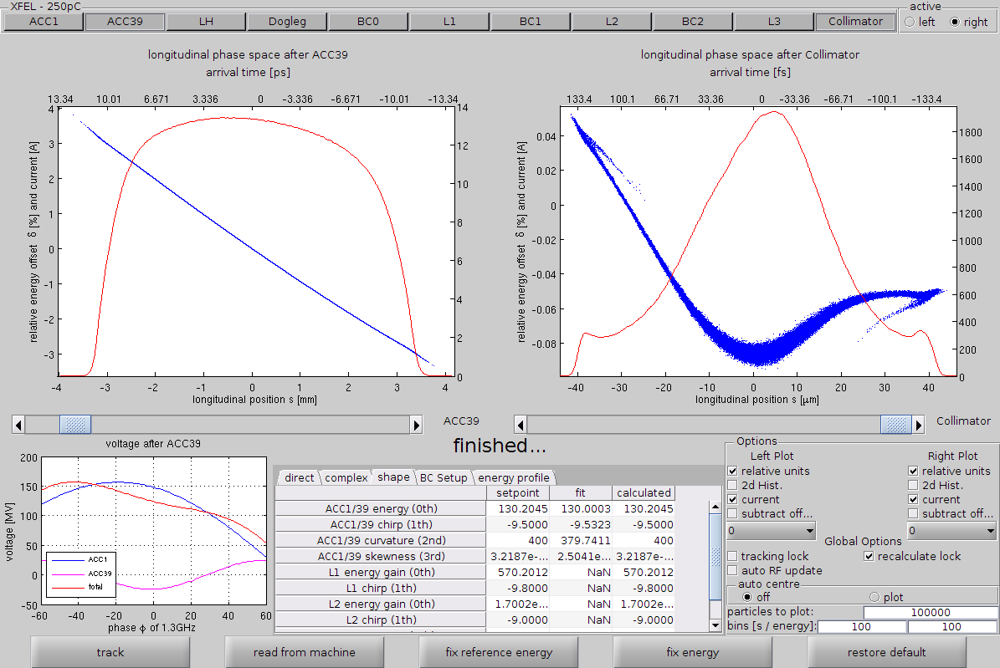 XFEL - 250pC
active
ACC1 ACC39 LH Dogleg BC0 L1 BC1 L2 BC2 L3 Collimator left right
longitudinal phase space after ACC39
arrival time [ps]
13.34 10.01 6.671 3.336 0 -3.336 -6.671 -10.01 -13.34
4 3 2 1 0 -1 -2 -3
relative energy offset δ [%] and current [A]
14 12 10 8 6 4 2 0
-4 -3 -2 -1 0 1 2 3 4
longitudinal position s [mm]
longitudinal phase space after Collimator
arrival time [fs]
133.4 100.1 66.71 33.36 0 -33.36 -66.71 -100.1 -133.4
0.04 0.02 0 -0.02 -0.04 -0.06 -0.08
relative energy offset δ [%] and current [A]
1800 1600 1400 1200 1000 800 600 400 200 0
-40 -30 -20 -10 0 10 20 30 40
longitudinal position s [μm]
ACC39
Collimator
voltage after ACC39
200 150 100 50 0 -50
voltage [MV]
ACC1
ACC39
total
-60 -40 -20 0 20 40 60
phase ϕ of 1.3GHz
finished...
direct complex shape BC Setup energy profile
setpoint fit calculated
ACC1/39 energy (0th) 130.2045 130.0003 130.2045
ACC1/39 chirp (1th) -9.5000 -9.5323 -9.5000
ACC1/39 curvature (2nd) 400 379.7411 400
ACC1/39 skewness (3rd) 3.2187e-... 2.5041e... 3.2187e-...
L1 energy gain (0th) 570.2012 NaN 570.2012
L1 chirp (1th) -9.8000 NaN -9.8000
L2 energy gain (0th) 1.7002e... NaN 1.7002e...
L2 chirp (1th) -9.0000 NaN -9.0000
Options
Left Plot Right Plot
relative units relative units
2d Hist. 2d Hist.
current current
subtract off... subtract off...
0 0
Global Options
tracking lock recalculate lock
auto RF update
auto centre
off plot
particles to plot: 100000
bins [s / energy]: 100 100
track read from machine fix reference energy fix energy restore default